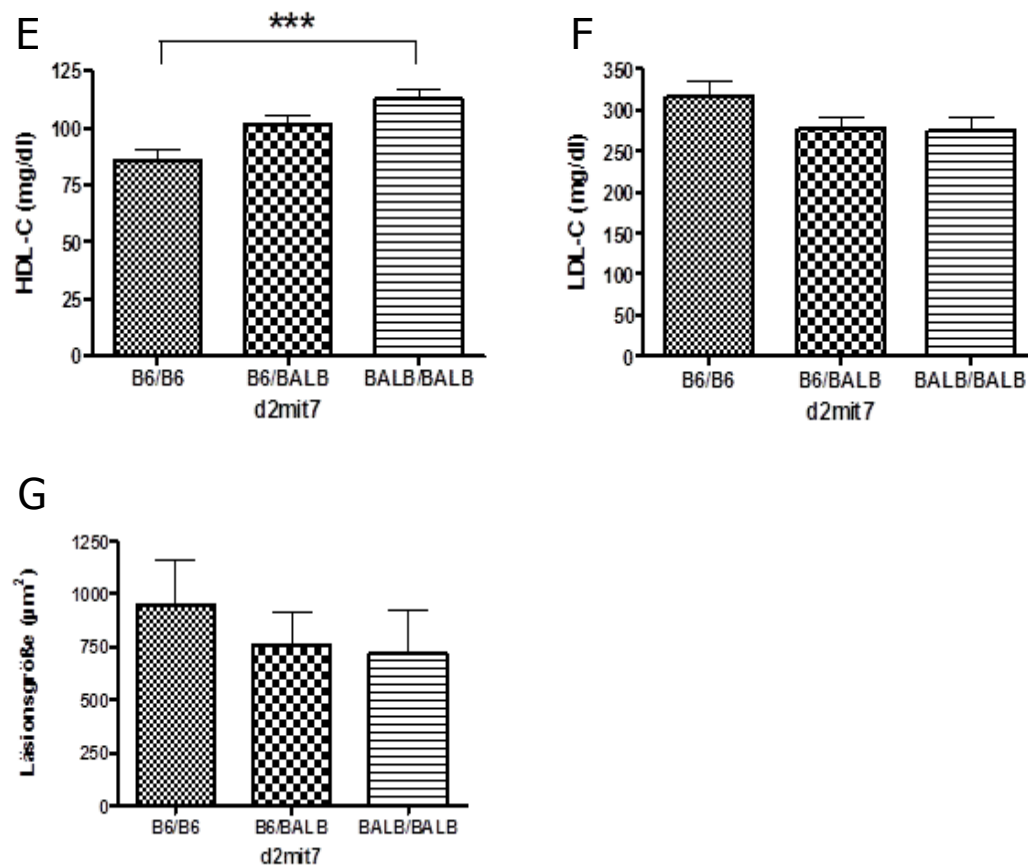 E
***
HDL-C (mg/dl)
125
100
75
50
25
0
B6/B6 B6/BALB BALB/BALB
d2mit7
F
LDL-C (mg/dl)
350
300
250
200
150
100
50
0
B6/B6 B6/BALB BALB/BALB
d2mit7
G
Läsionsgröße (µm²)
1250
1000
750
500
250
0
B6/B6 B6/BALB BALB/BALB
d2mit7